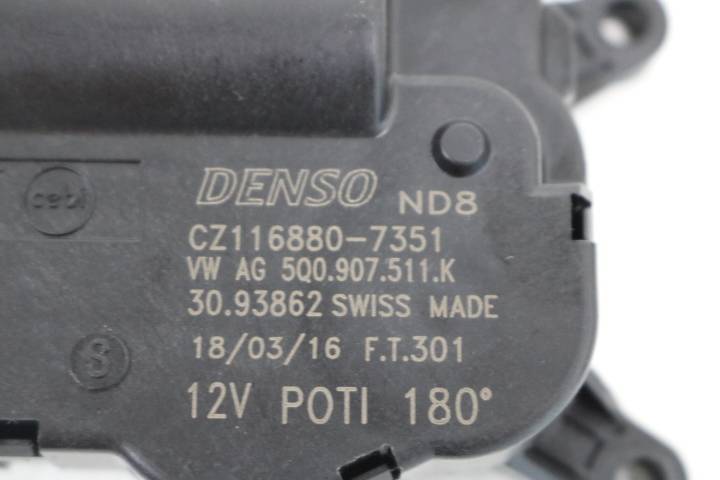 DENSO ND8
CZ116880-7351
cebi
VW AG 5Q0.907.511.K
30.93862 SWISS MADE
18/03/16 F.T.301
S
12V POTI 180°